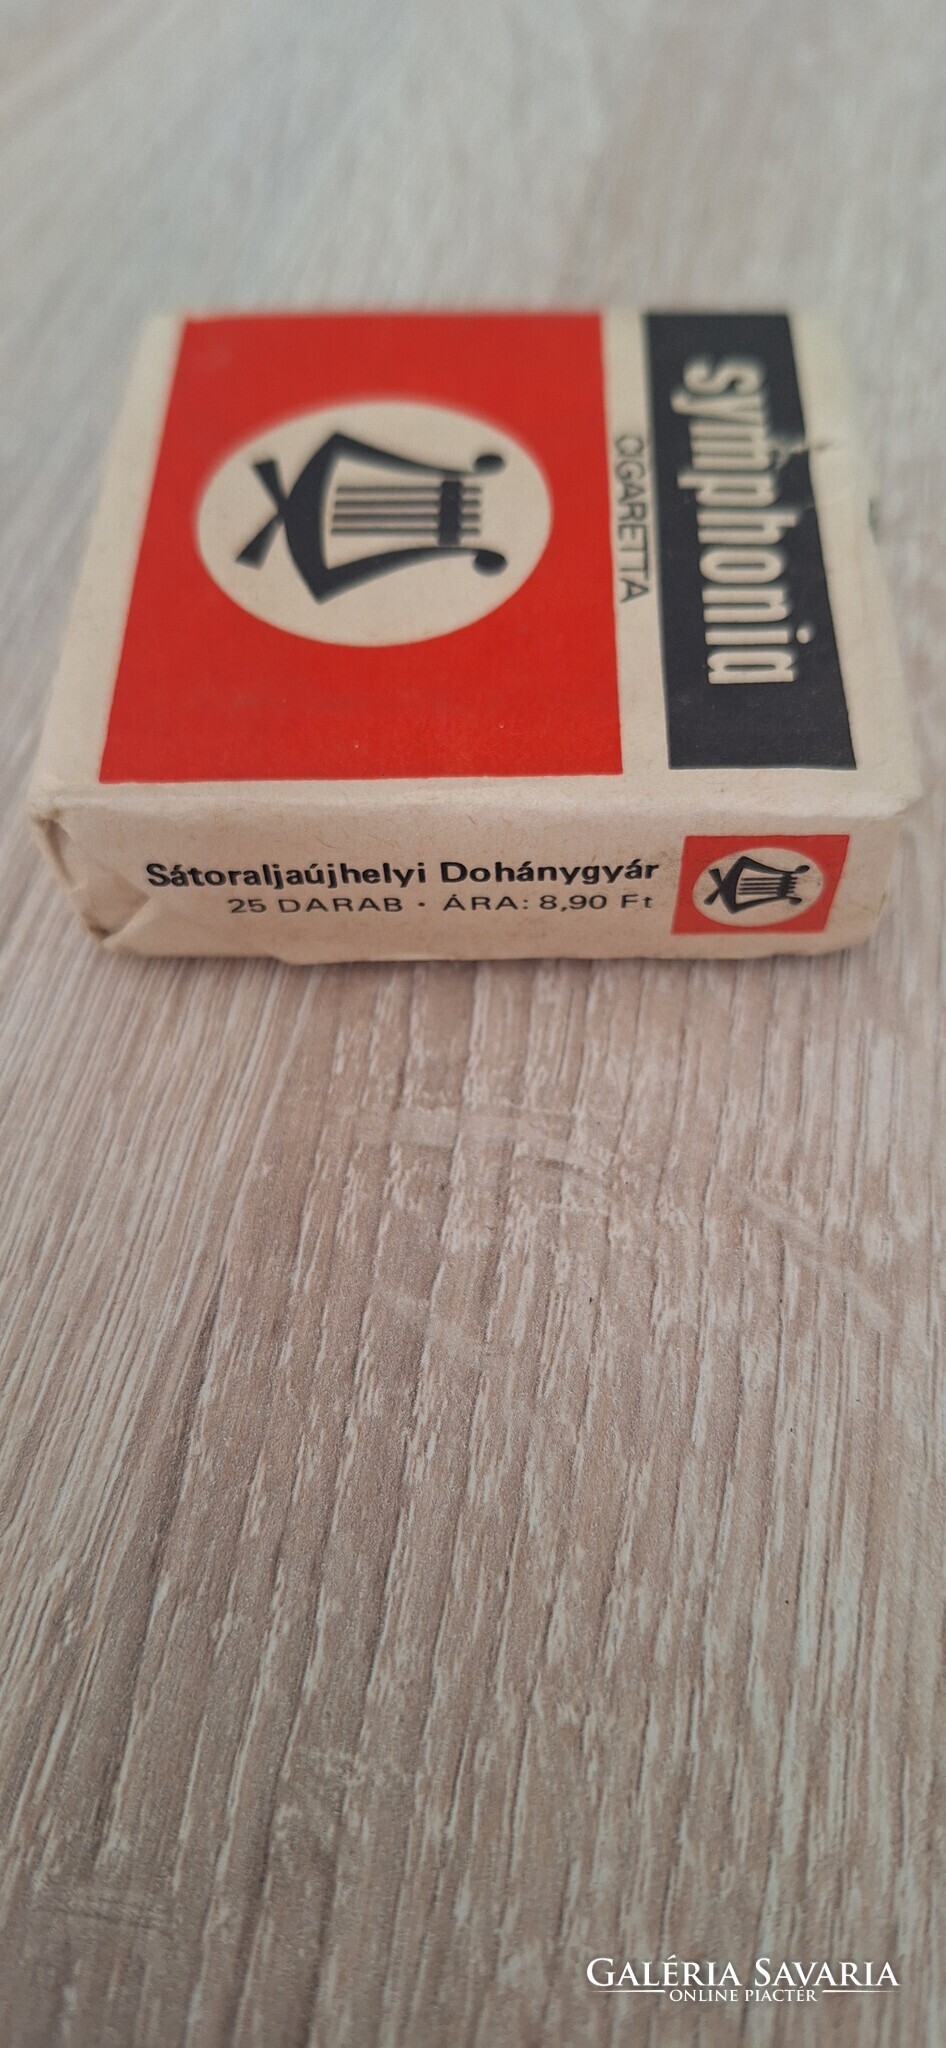 symphonia
CIGARETTA
Sátoraljaújhelyi Dohánygyár
25 DARAB · ÁRA: 8,90 Ft
GALÉRIA SAVARIA
ONLINE PIACTÉR